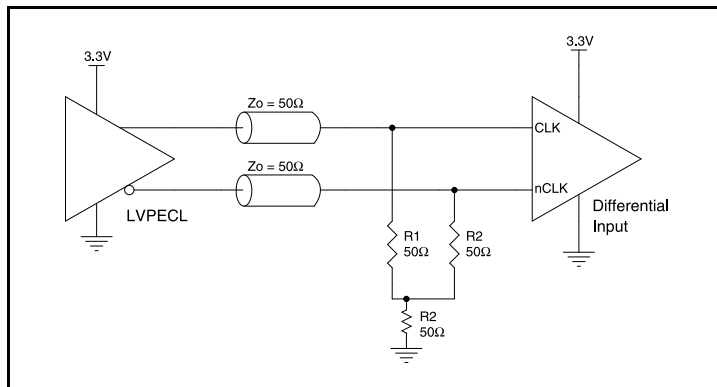 3.3V
3.3V
Zo = 50Ω
CLK
Zo = 50Ω
nCLK
LVPECL
Differential
Input
R1
50Ω
R2
50Ω
R2
50Ω